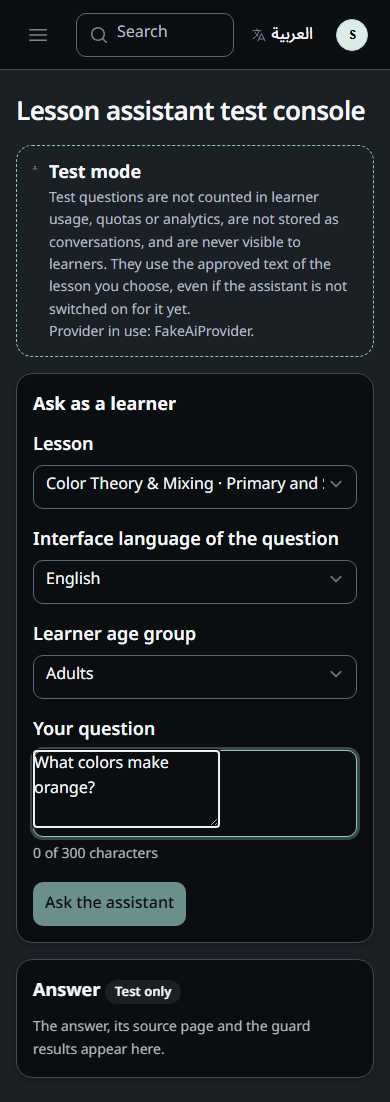 Search
العربية
S
Lesson assistant test console
Test mode
Test questions are not counted in learner
usage, quotas or analytics, are not stored as
conversations, and are never visible to
learners. They use the approved text of the
lesson you choose, even if the assistant is not
switched on for it yet.
Provider in use: FakeAiProvider.
Ask as a learner
Lesson
Color Theory & Mixing · Primary and
Interface language of the question
English
Learner age group
Adults
Your question
What colors make
orange?
0 of 300 characters
Ask the assistant
Answer Test only
The answer, its source page and the guard
results appear here.